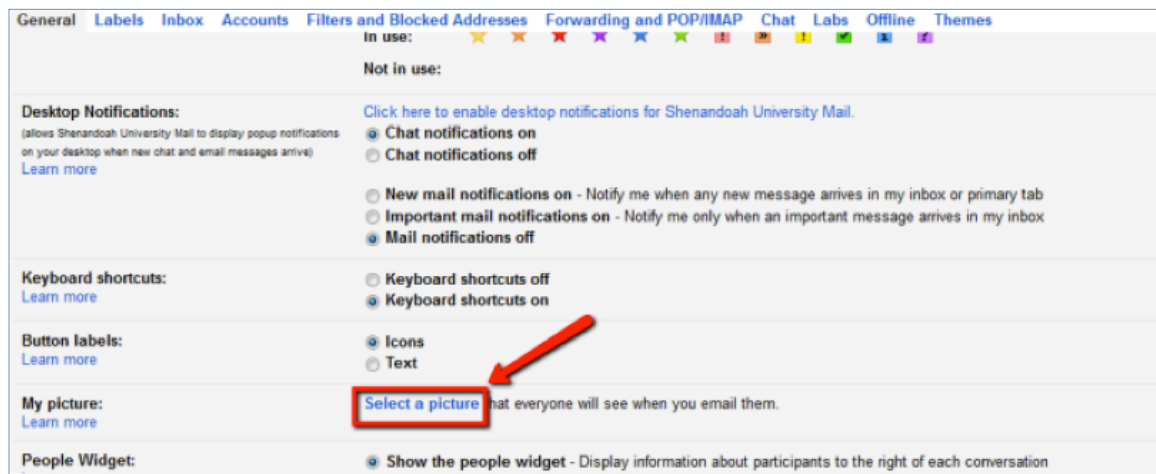 General Labels Inbox Accounts Filters and Blocked Addresses Forwarding and POP/IMAP Chat Labs Offline Themes
In use:
Not in use:
Desktop Notifications:
(allows Shenandoah University Mail to display popup notifications
on your desktop when new chat and email messages arrive)
Learn more
Click here to enable desktop notifications for Shenandoah University Mail.
Chat notifications on
Chat notifications off
New mail notifications on - Notify me when any new message arrives in my inbox or primary tab
Important mail notifications on - Notify me only when an important message arrives in my inbox
Mail notifications off
Keyboard shortcuts:
Learn more
Keyboard shortcuts off
Keyboard shortcuts on
Button labels:
Learn more
Icons
Text
My picture:
Learn more
Select a picture hat everyone will see when you email them.
People Widget:
Show the people widget - Display information about participants to the right of each conversation